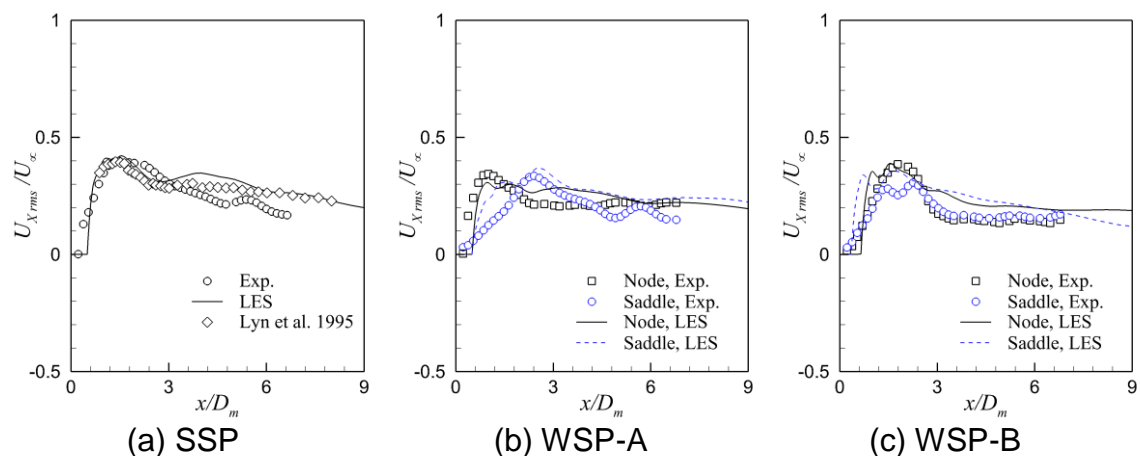 1
0.5
0
-0.5
U_{X rms}/U_∝
0 3 6 9
x/D_m
Exp.
LES
Lyn et al. 1995
(a) SSP
1
0.5
0
-0.5
U_{X rms}/U_∝
0 3 6 9
x/D_m
Node, Exp.
Saddle, Exp.
Node, LES
Saddle, LES
(b) WSP-A
1
0.5
0
-0.5
U_{X rms}/U_∝
0 3 6 9
x/D_m
Node, Exp.
Saddle, Exp.
Node, LES
Saddle, LES
(c) WSP-B